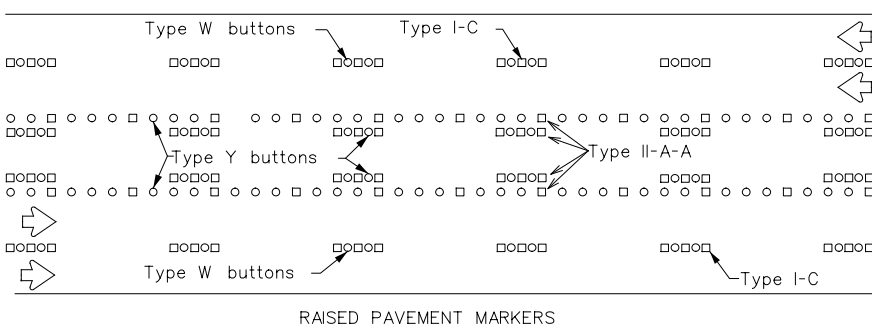 Type W buttons
Type I-C
Type Y buttons
Type II-A-A
Type W buttons
Type I-C
RAISED PAVEMENT MARKERS